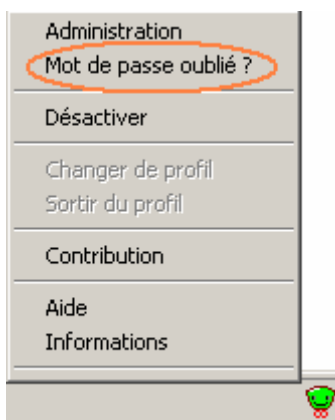 Administration
Mot de passe oublié ?
Désactiver
Changer de profil
Sortir du profil
Contribution
Aide
Informations